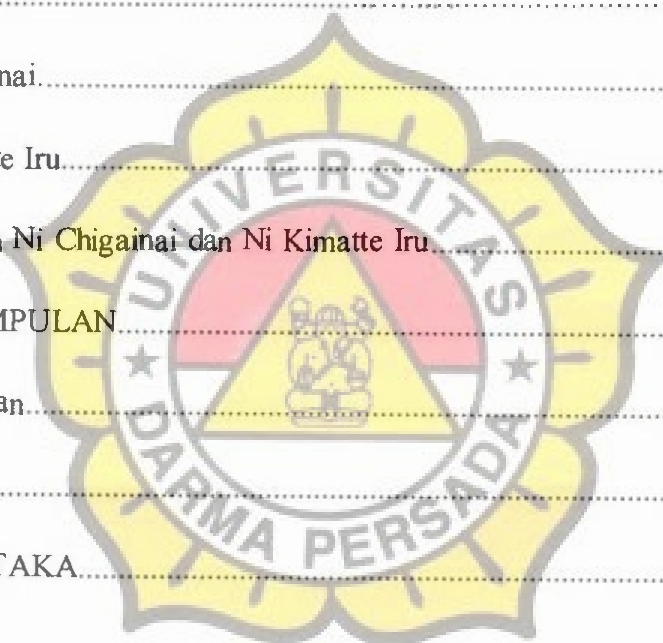 nai
e Iru
Ni Chigainai dan Ni Kimatte Iru
MPULAN
an
TAKA
UNIVERSITAS
DARMA PERSADA